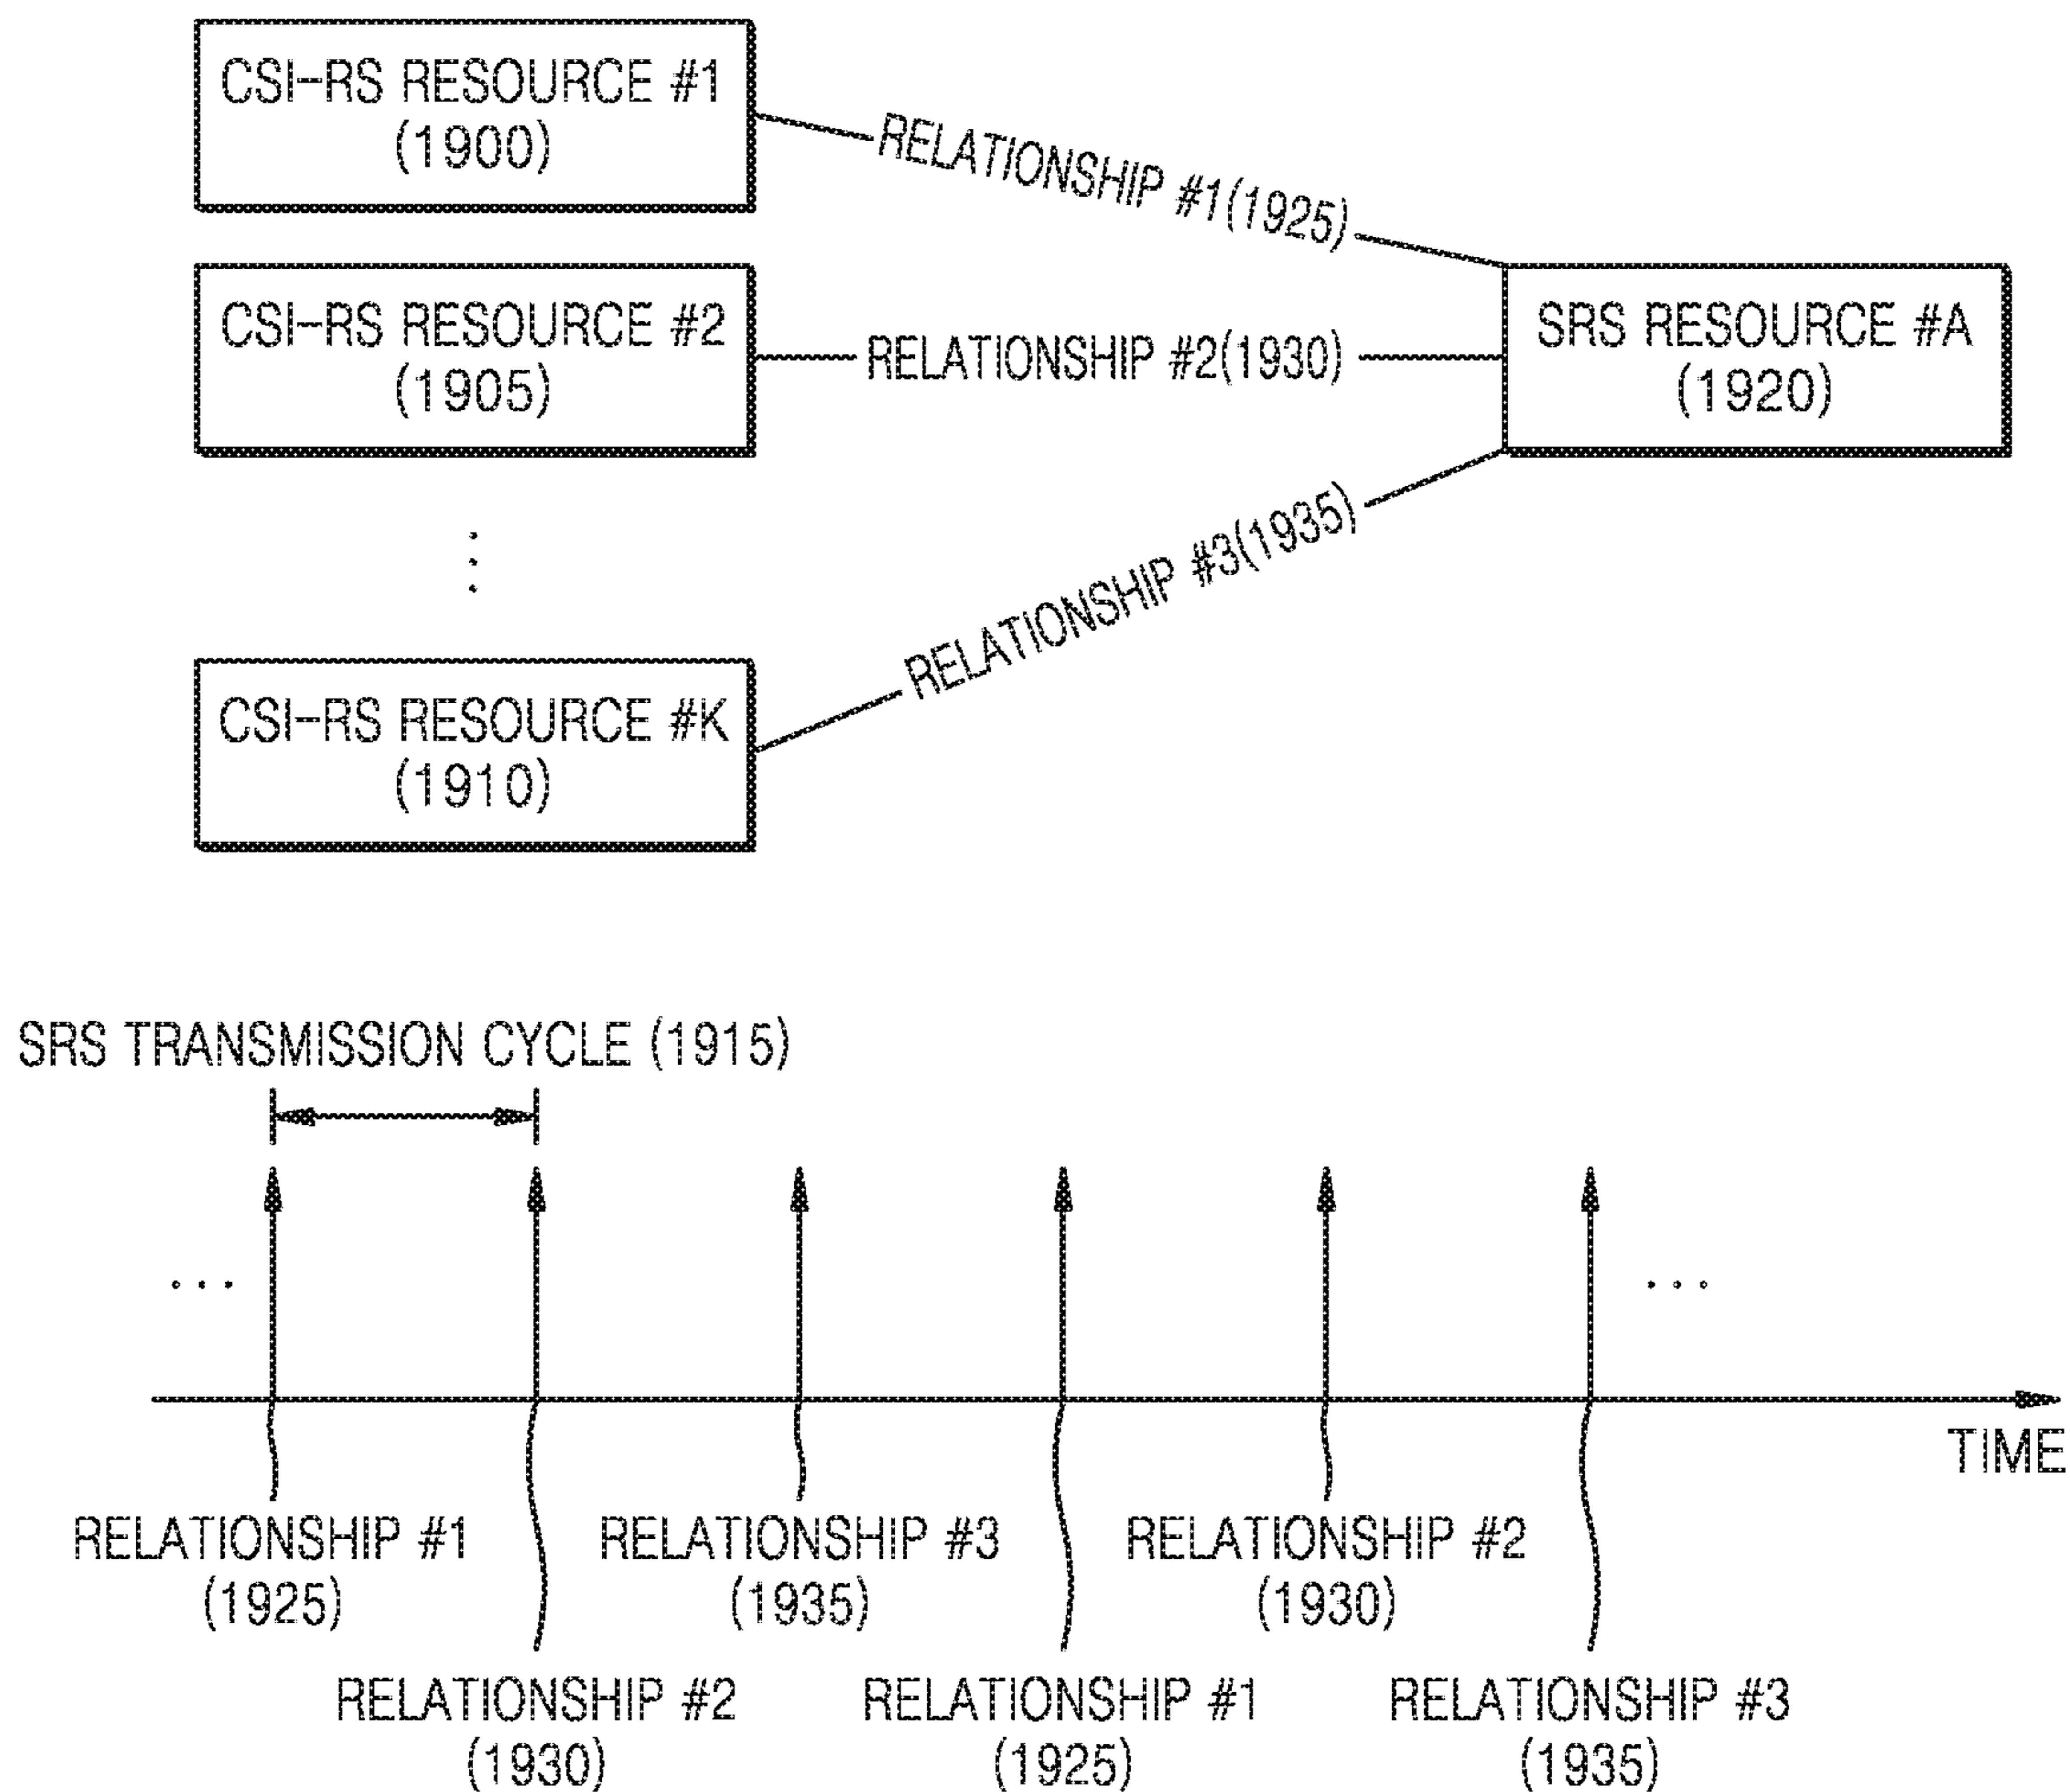 CSI-RS RESOURCE #1
(1900)
RELATIONSHIP #1(1925)
CSI-RS RESOURCE #2
(1905)
RELATIONSHIP #2(1930)
SRS RESOURCE #A
(1920)
⋮
RELATIONSHIP #3(1935)
CSI-RS RESOURCE #K
(1910)
SRS TRANSMISSION CYCLE (1915)
...
...
TIME
RELATIONSHIP #1
(1925)
RELATIONSHIP #3
(1935)
RELATIONSHIP #2
(1930)
RELATIONSHIP #2
(1930)
RELATIONSHIP #1
(1925)
RELATIONSHIP #3
(1935)